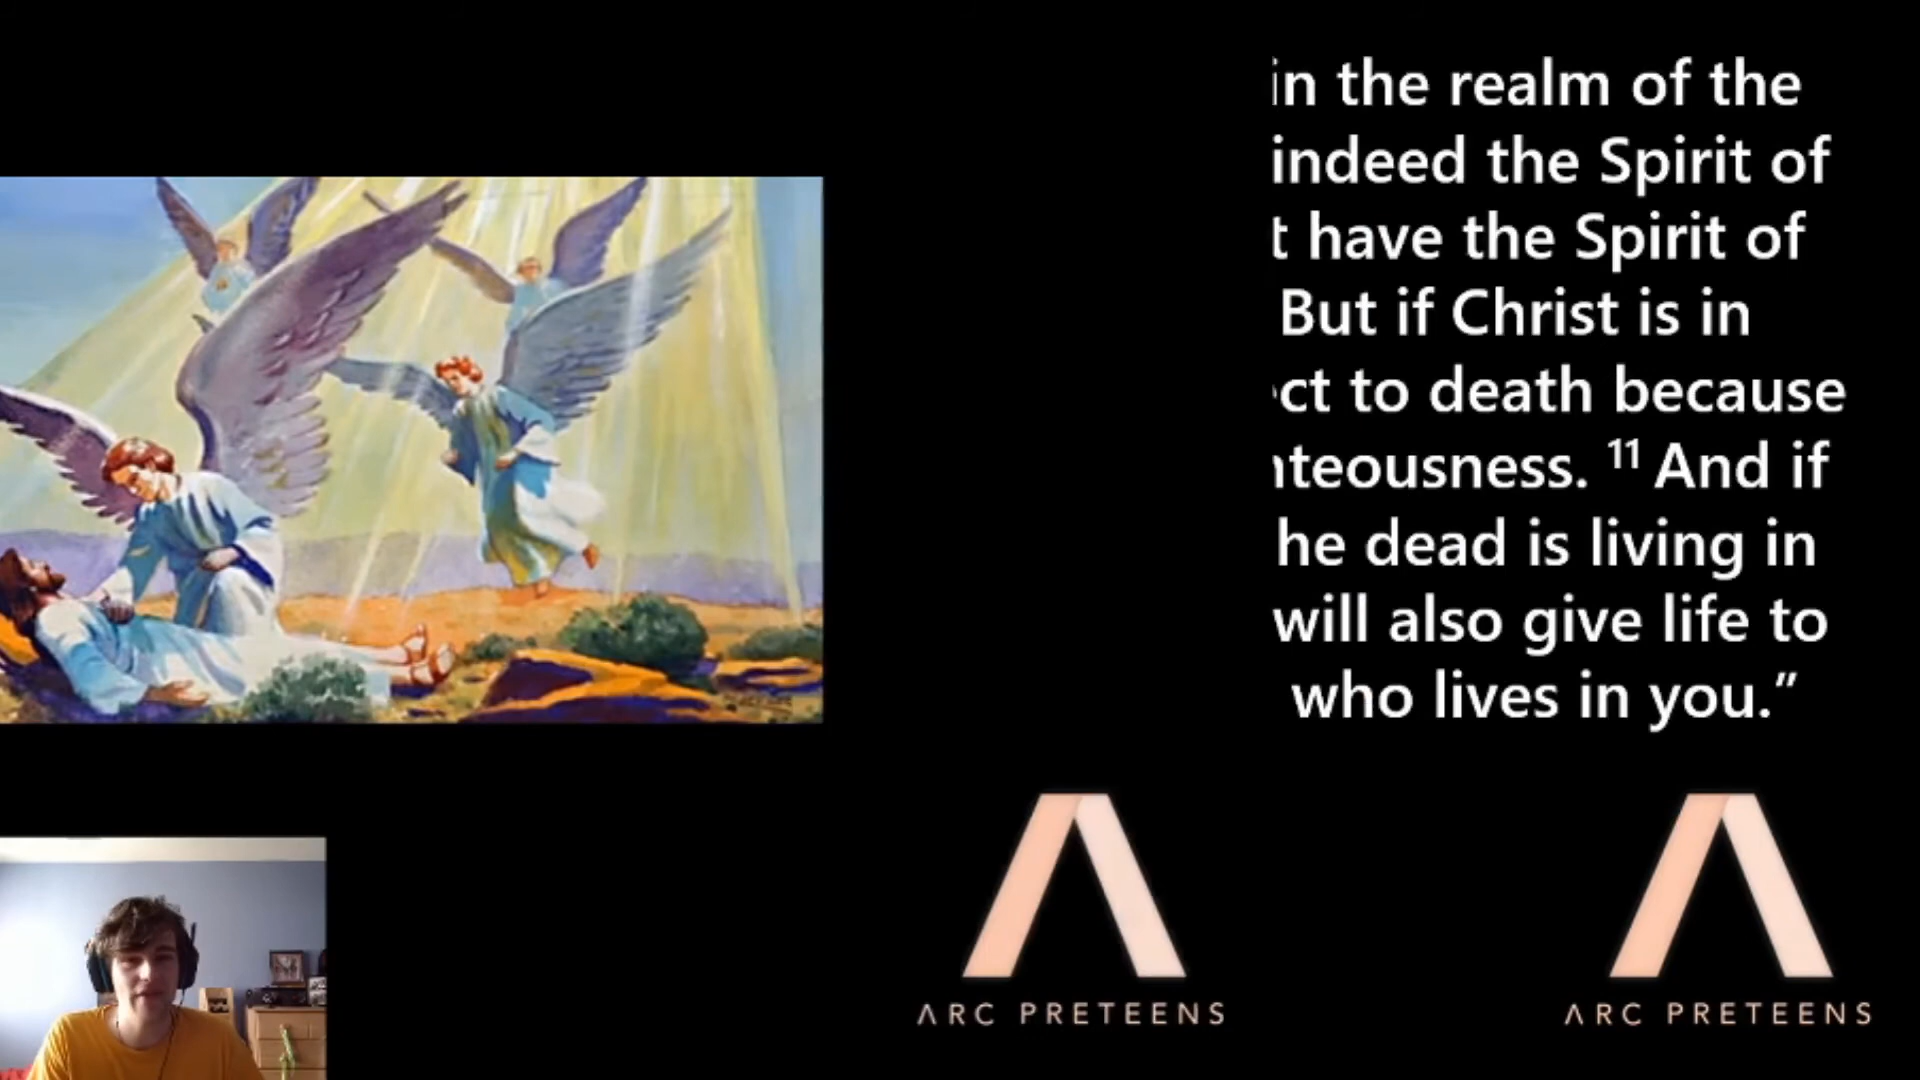 in the realm of the
indeed the Spirit of
t have the Spirit of
But if Christ is in
ct to death because
teousness. 11 And if
he dead is living in
will also give life to
who lives in you.”
ARC PRETEENS
ARC PRETEENS